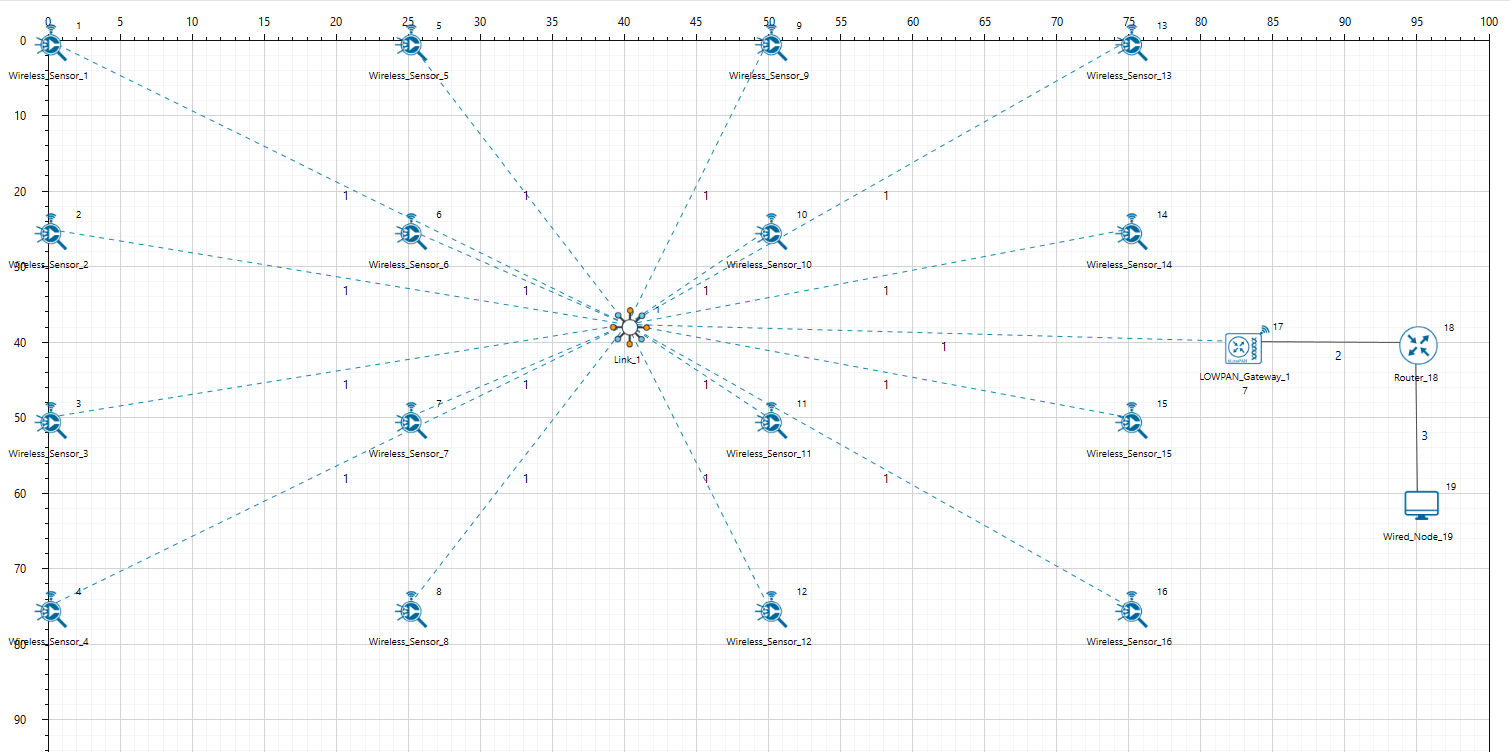 0 5 10 15 20 25 30 35 40 45 50 55 60 65 70 75 80 85 90 95 100
1 5 9 13
0
Wireless_Sensor_1 Wireless_Sensor_5 Wireless_Sensor_9 Wireless_Sensor_13
10
20 1 1 1 1
2 6 10 14
Wireless_Sensor_2 Wireless_Sensor_6 Wireless_Sensor_10 Wireless_Sensor_14
30
1 1 1 1
1
17 18
40 1 2
Link_1
LOWPAN_Gateway_1 Router_18
7
1 1 1 1
3 7 11 15
50
3
Wireless_Sensor_3 Wireless_Sensor_7 Wireless_Sensor_11 Wireless_Sensor_15
1 1 1 1
19
60
Wired_Node_19
70
4 8 12 16
Wireless_Sensor_4 Wireless_Sensor_8 Wireless_Sensor_12 Wireless_Sensor_16
80
90